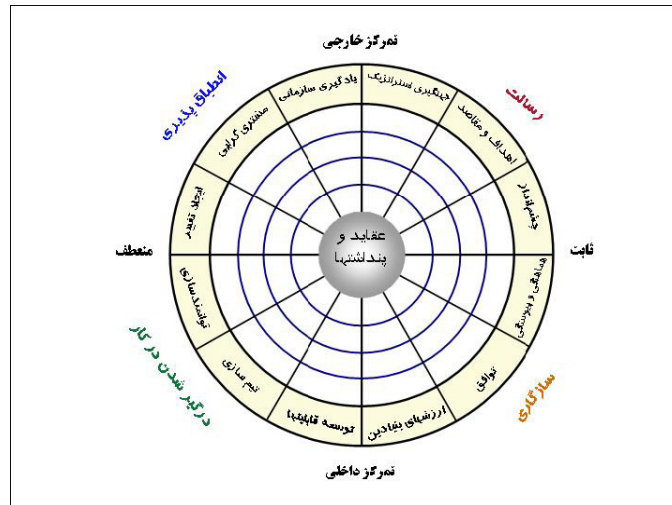 تمرکز خارجی
انطباق پذیری
رسالت
یادگیری سازمانی
جهتگیری استراتژیک
مشتری گرایی
اهداف و مقاصد
ایجاد تغییر
چشم‌انداز
عقاید و
پنداشتها
منعطف
ثابت
توانمندسازی
هماهنگی و پیوستگی
تیم سازی
توافق
توسعه قابلیتها
ارزشهای بنیادین
درگیر شدن در کار
سازگاری
تمرکز داخلی